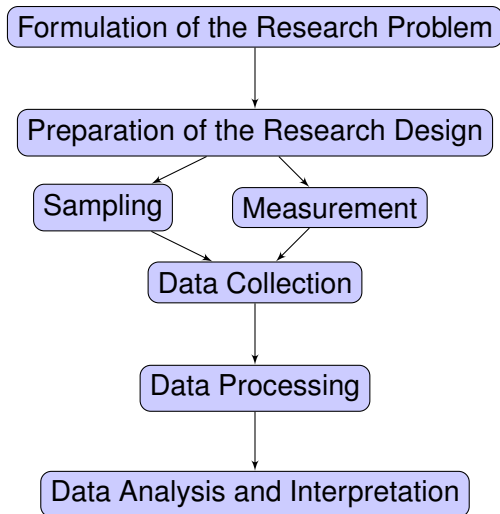 Formulation of the Research Problem
Preparation of the Research Design
Sampling
Measurement
Data Collection
Data Processing
Data Analysis and Interpretation